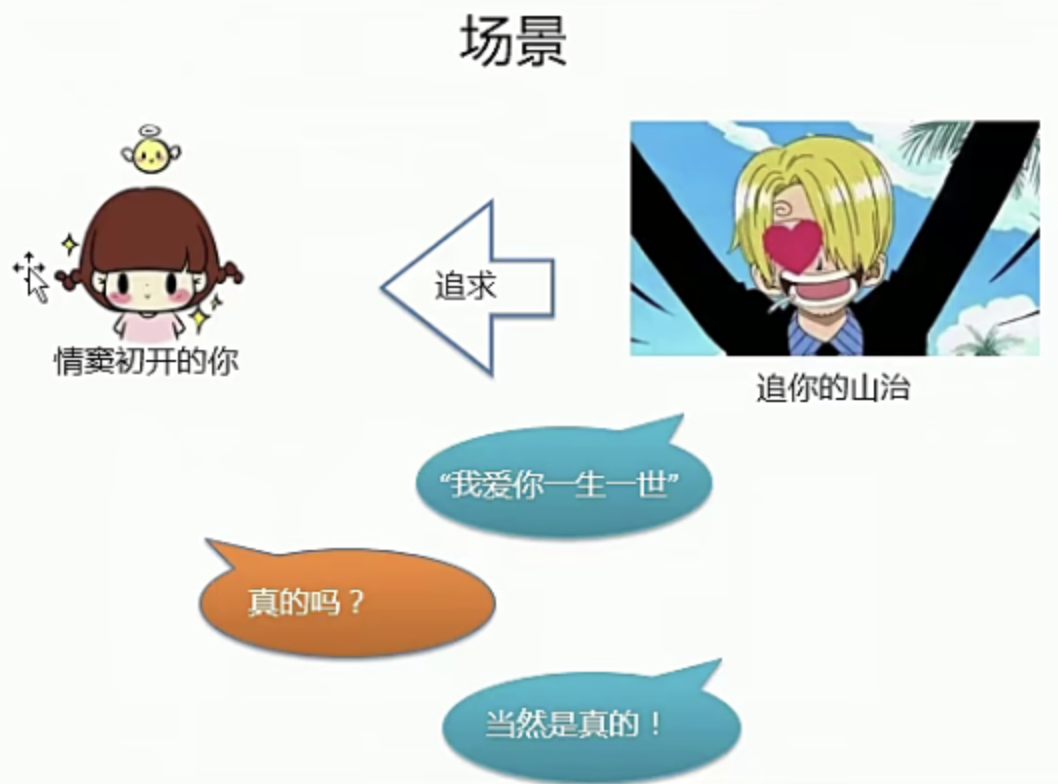 场景
追求
情窦初开的你
追你的山治
“我爱你一生一世”
真的吗？
当然是真的！